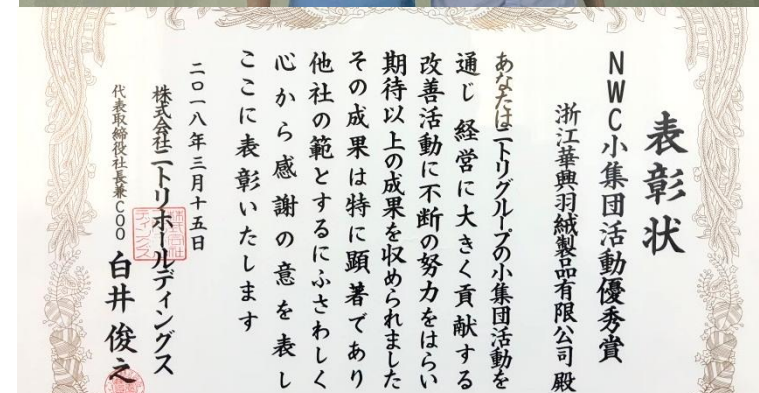 表彰状
NWC小集団活動優秀賞
浙江華興羽絨製品有限公司 殿
あなたはニトリグループの小集団活動を
通じ 経営に大きく貢献する
改善活動に不断の努力をはらい
期待以上の成果を収められました
その成果は特に顕著であり
他社の範とするにふさわしく
心から感謝の意を表し
ここに表彰いたします
二〇一八年三月十五日
株式会社ニトリホールディングス
代表取締役社長兼COO 白井俊之